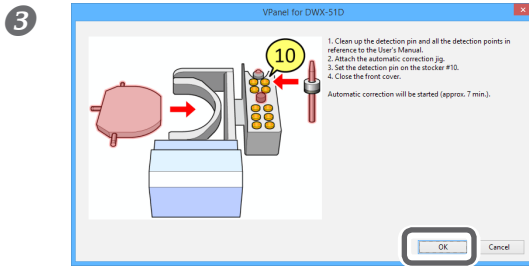 3
VPanel for DWX-51D
10
1. Clean up the detection pin and all the detection points in
reference to the User's Manual.
2. Attach the automatic correction jig.
3. Set the detection pin on the stocker #10.
4. Close the front cover.
Automatic correction will be started (approx. 7 min.).
OK
Cancel